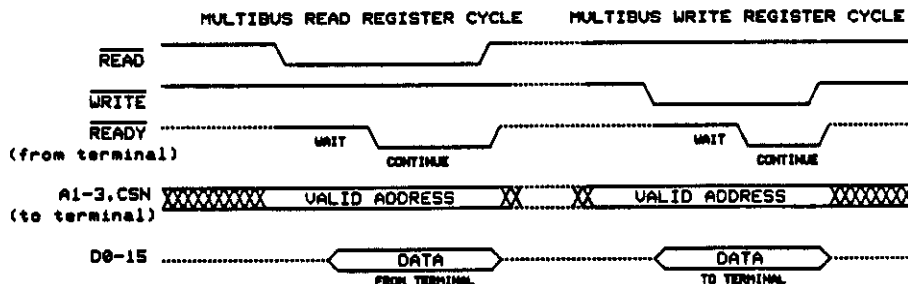 MULTIBUS READ REGISTER CYCLE MULTIBUS WRITE REGISTER CYCLE
READ
WRITE
READY
(from terminal)
WAIT CONTINUE WAIT CONTINUE
A1-3,CSN
(to terminal)
VALID ADDRESS VALID ADDRESS
D0-15
DATA DATA
FROM TERMINAL TO TERMINAL